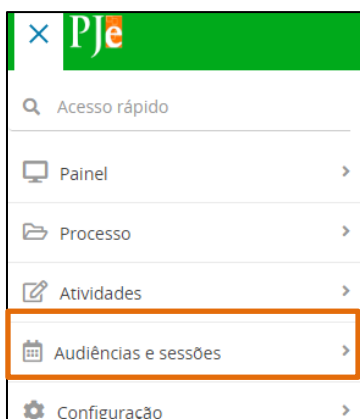 PJe
Acesso rápido
Painel
Processo
Atividades
Audiências e sessões
Configuração